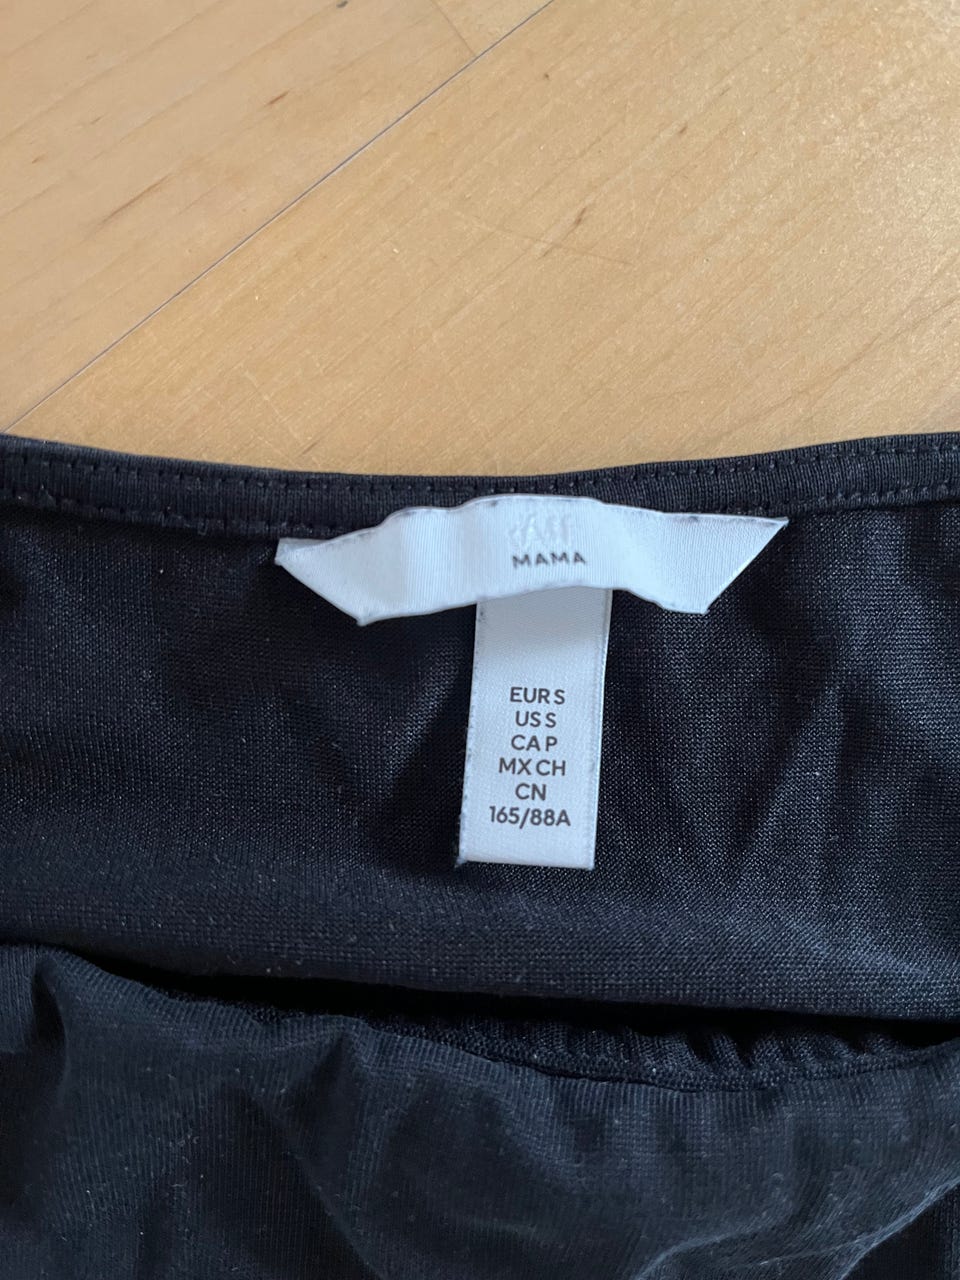 MAMA
EUR S
US S
CA P
MX CH
CN
165/88A